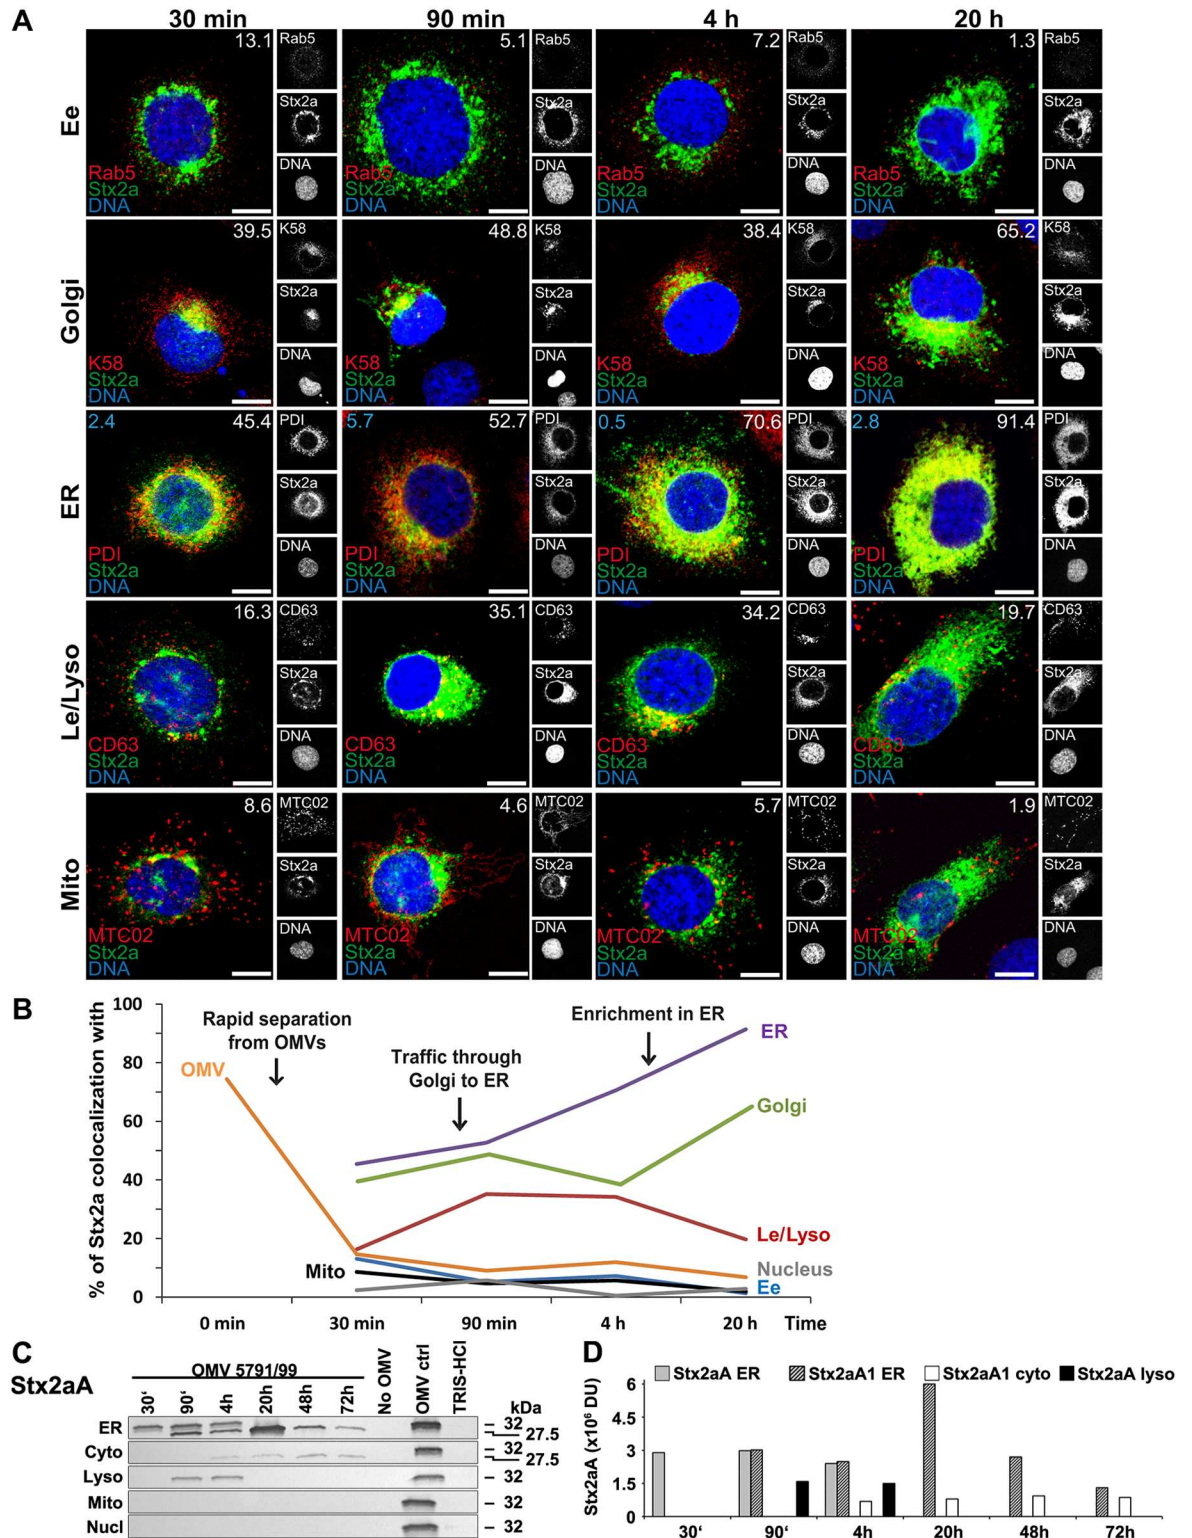 A
30 min
90 min
4 h
20 h
Ee
13.1
Rab5
Stx2a
DNA
Rab5
Stx2a
DNA
5.1
Rab5
Stx2a
DNA
Rab5
Stx2a
DNA
7.2
Rab5
Stx2a
DNA
Rab5
Stx2a
DNA
1.3
Rab5
Stx2a
DNA
Rab5
Stx2a
DNA
Golgi
39.5
K58
Stx2a
DNA
K58
Stx2a
DNA
48.8
K58
Stx2a
DNA
K58
Stx2a
DNA
38.4
K58
Stx2a
DNA
K58
Stx2a
DNA
65.2
K58
Stx2a
DNA
K58
Stx2a
DNA
ER
2.4 45.4
PDI
Stx2a
DNA
PDI
Stx2a
DNA
5.7 52.7
PDI
Stx2a
DNA
PDI
Stx2a
DNA
0.5 70.6
PDI
Stx2a
DNA
PDI
Stx2a
DNA
2.8 91.4
PDI
Stx2a
DNA
PDI
Stx2a
DNA
Le/Lyso
16.3
CD63
Stx2a
DNA
CD63
Stx2a
DNA
35.1
CD63
Stx2a
DNA
CD63
Stx2a
DNA
34.2
CD63
Stx2a
DNA
CD63
Stx2a
DNA
19.7
CD63
Stx2a
DNA
CD63
Stx2a
DNA
Mito
8.6
MTC02
Stx2a
DNA
MTC02
Stx2a
DNA
4.6
MTC02
Stx2a
DNA
MTC02
Stx2a
DNA
5.7
MTC02
Stx2a
DNA
MTC02
Stx2a
DNA
1.9
MTC02
Stx2a
DNA
MTC02
Stx2a
DNA
B
% of Stx2a colocalization with
100
80
60
40
20
0
Rapid separation
from OMVs
Traffic through
Golgi to ER
Enrichment in ER
OMV
ER
Golgi
Le/Lyso
Nucleus
Ee
Mito
0 min 30 min 90 min 4 h 20 h Time
C
Stx2aA
OMV 5791/99
30‘ 90‘ 4h 20h 48h 72h No OMV OMV ctrl TRIS-HCl
kDa
ER 32
27.5
Cyto 32
27.5
Lyso 32
Mito 32
Nucl 32
D
Stx2aA ER Stx2aA1 ER Stx2aA1 cyto Stx2aA lyso
Stx2aA (x10⁶ DU)
6
4.5
3
1.5
0
30‘ 90‘ 4h 20h 48h 72h